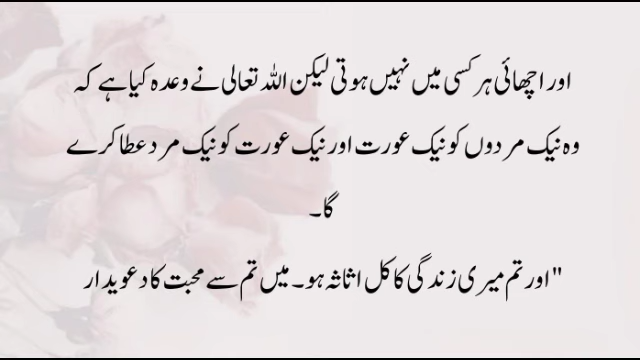 اور اچھائی ہر کسی میں نہیں ہوتی لیکن اللہ تعالی نے وعدہ کیا ہے کہ
وہ نیک مردوں کو نیک عورت اور نیک عورت کو نیک مرد عطا کرے
گا۔
"اور تم میری زندگی کا کل اثاثہ ہو۔ میں تم سے محبت کا دعویدار